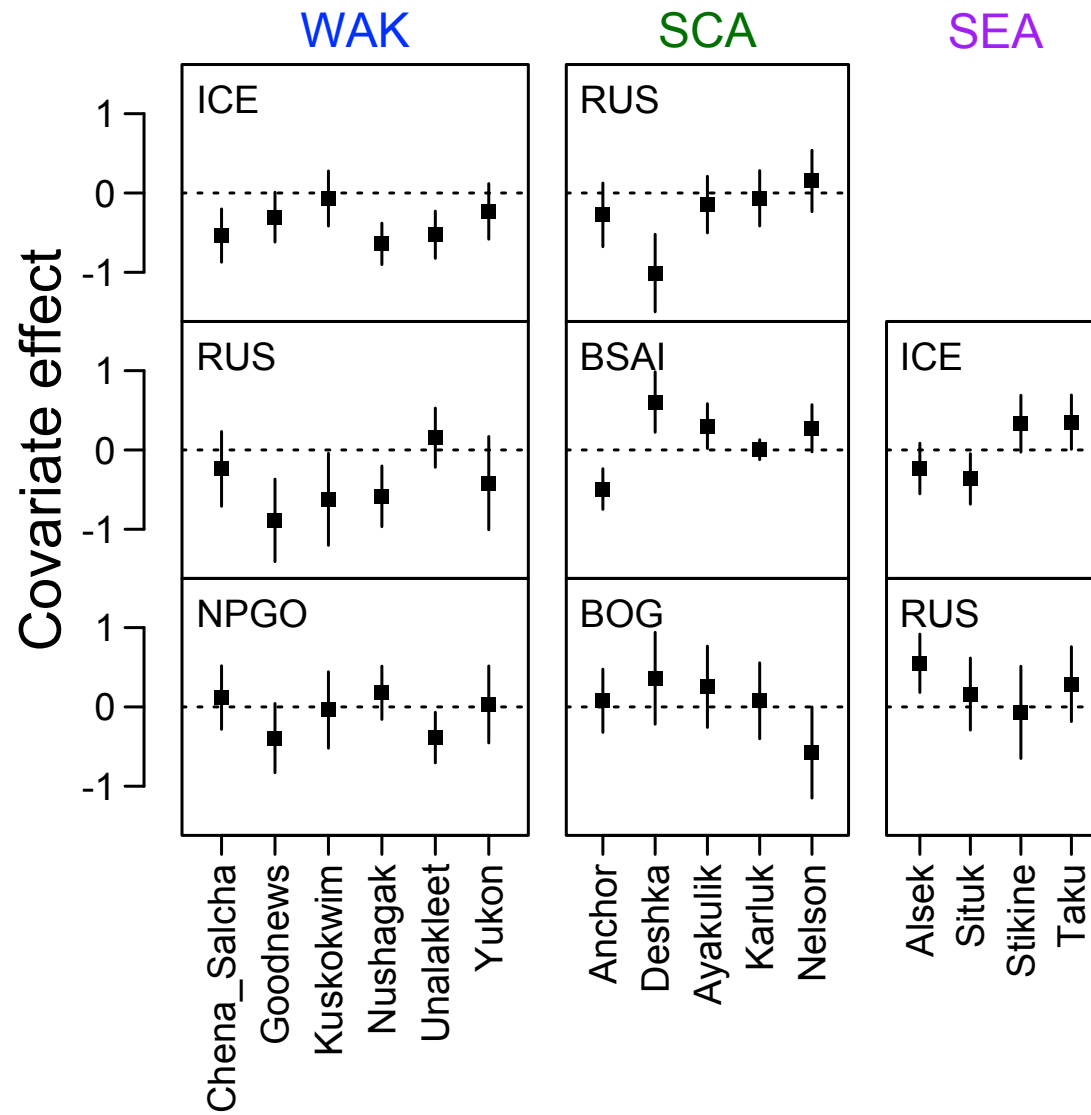 WAK SCA SEA
ICE RUS
1
0
-1
Covariate effect
RUS BSAI ICE
1
0
-1
NPGO BOG RUS
1
0
-1
Chena_Salcha
Goodnews
Kuskokwim
Nushagak
Unalakleet
Yukon
Anchor
Deshka
Ayakulik
Karluk
Nelson
Alsek
Situk
Stikine
Taku